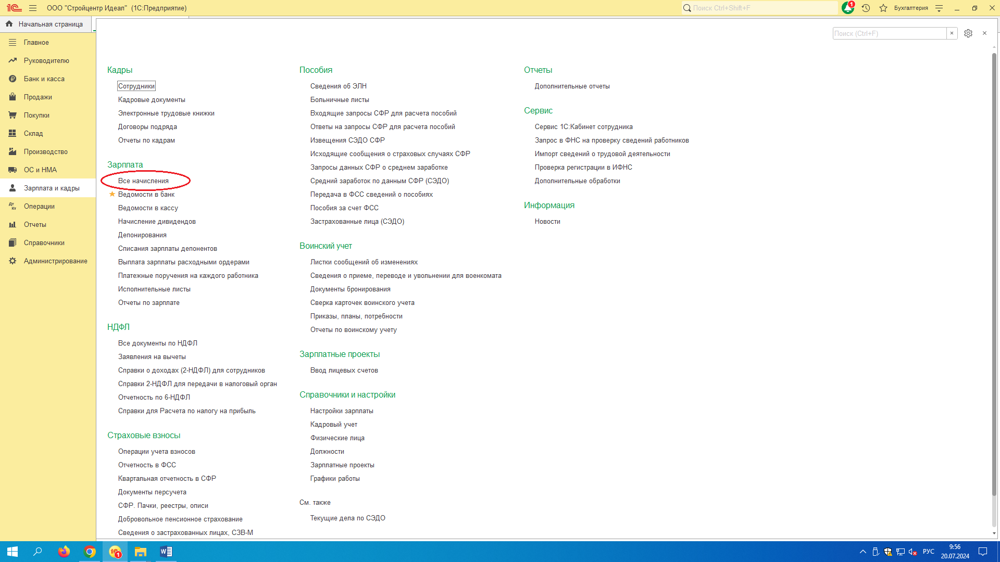 ООО "Стройцентр Идеал" (1С:Предприятие)
Поиск Ctrl+Shift+F
1
Бухгалтерия
Начальная страница
Поиск (Ctrl+F)
Главное
Руководителю
Банк и касса
Продажи
Покупки
Склад
Производство
ОС и НМА
Зарплата и кадры
Операции
Отчеты
Справочники
Администрирование
Кадры
Сотрудники
Кадровые документы
Электронные трудовые книжки
Договоры подряда
Отчеты по кадрам
Зарплата
Все начисления
Ведомости в банк
Ведомости в кассу
Начисление дивидендов
Депонирования
Списания зарплаты депонентов
Выплата зарплаты расходными ордерами
Платежные поручения на каждого работника
Исполнительные листы
Отчеты по зарплате
НДФЛ
Все документы по НДФЛ
Заявления на вычеты
Справки о доходах (2-НДФЛ) для сотрудников
Справки 2-НДФЛ для передачи в налоговый орган
Отчетность по 6-НДФЛ
Справки для Расчета по налогу на прибыль
Страховые взносы
Операции учета взносов
Отчетность в ФСС
Квартальная отчетность в СФР
Документы персучета
СФР. Пачки, реестры, описи
Добровольное пенсионное страхование
Сведения о застрахованных лицах, СЗВ-М
Пособия
Сведения об ЭЛН
Больничные листы
Входящие запросы СФР для расчета пособий
Ответы на запросы СФР для расчета пособий
Извещения СЭДО СФР
Исходящие сообщения о страховых случаях СФР
Запросы данных СФР о среднем заработке
Средний заработок по данным СФР (СЭДО)
Передача в ФСС сведений о пособиях
Пособия за счет ФСС
Застрахованные лица (СЭДО)
Воинский учет
Листки сообщений об изменениях
Сведения о приеме, переводе и увольнении для военкомата
Документы бронирования
Сверка карточек воинского учета
Приказы, планы, потребности
Отчеты по воинскому учету
Зарплатные проекты
Ввод лицевых счетов
Справочники и настройки
Настройки зарплаты
Кадровый учет
Физические лица
Должности
Зарплатные проекты
Графики работы
См. также
Текущие дела по СЭДО
Отчеты
Дополнительные отчеты
Сервис
Сервис 1С:Кабинет сотрудника
Запрос в ФНС на проверку сведений работников
Импорт сведений о трудовой деятельности
Проверка регистрации в ИФНС
Дополнительные обработки
Информация
Новости
1
РУС
9:56
20.07.2024